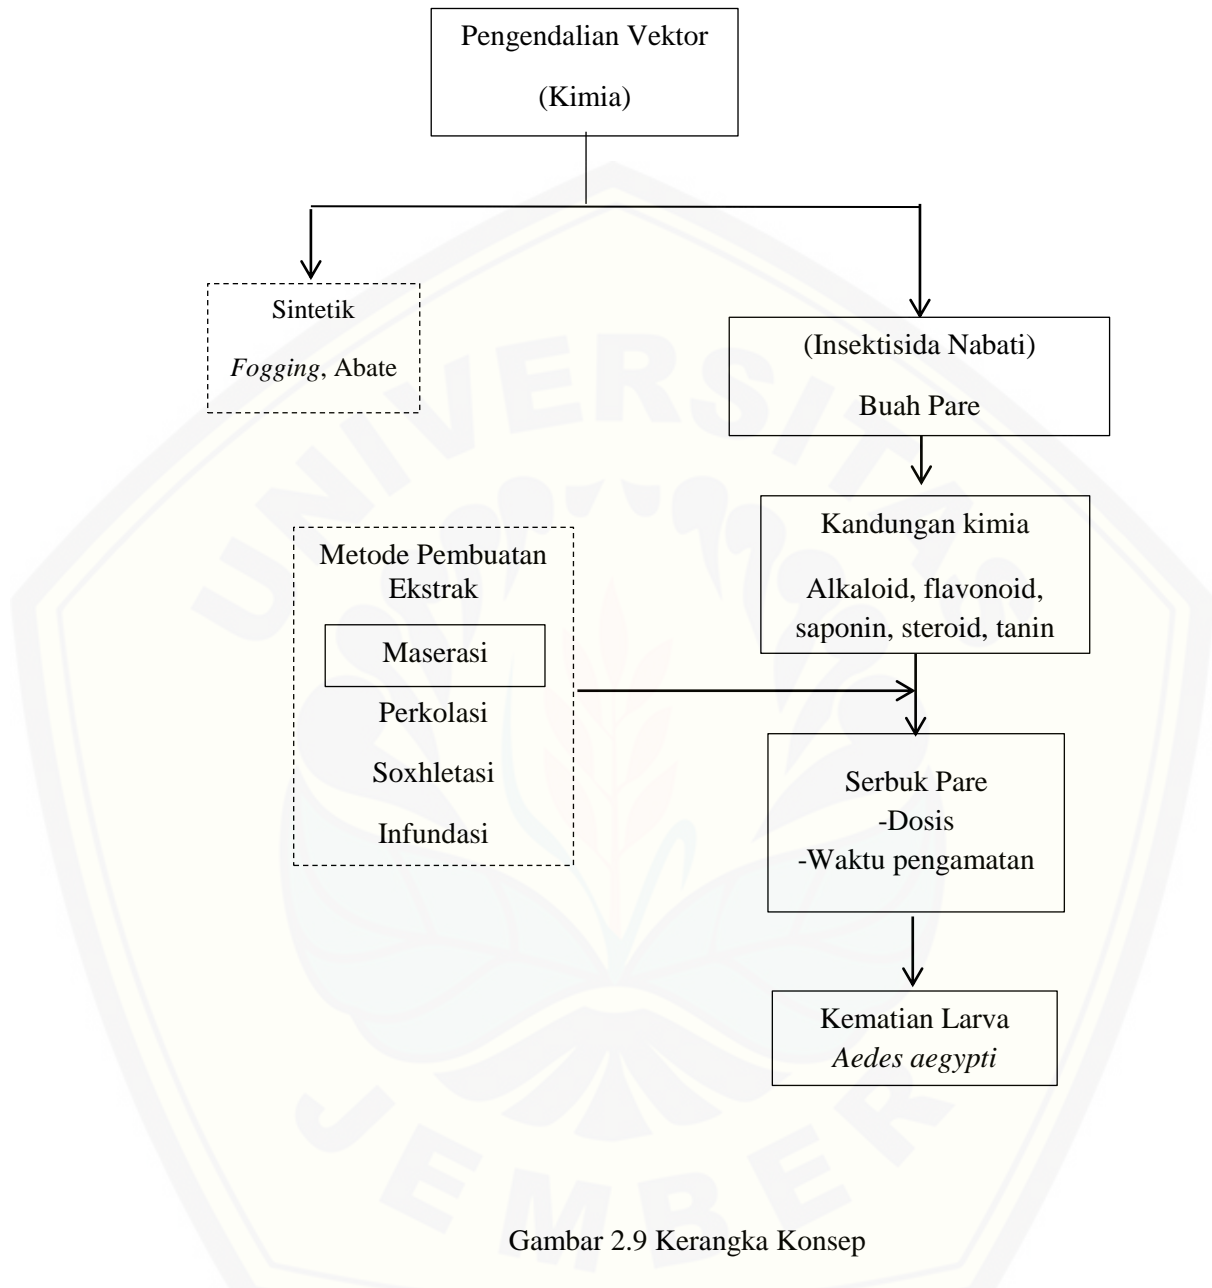 Pengendalian Vektor
(Kimia)
Sintetik
Fogging, Abate
(Insektisida Nabati)
Buah Pare
Kandungan kimia
Alkaloid, flavonoid,
saponin, steroid, tanin
Metode Pembuatan
Ekstrak
Maserasi
Perkolasi
Soxhletasi
Infundasi
Serbuk Pare
-Dosis
-Waktu pengamatan
Kematian Larva
Aedes aegypti
UNIVERSITAS
JEMBER
Gambar 2.9 Kerangka Konsep